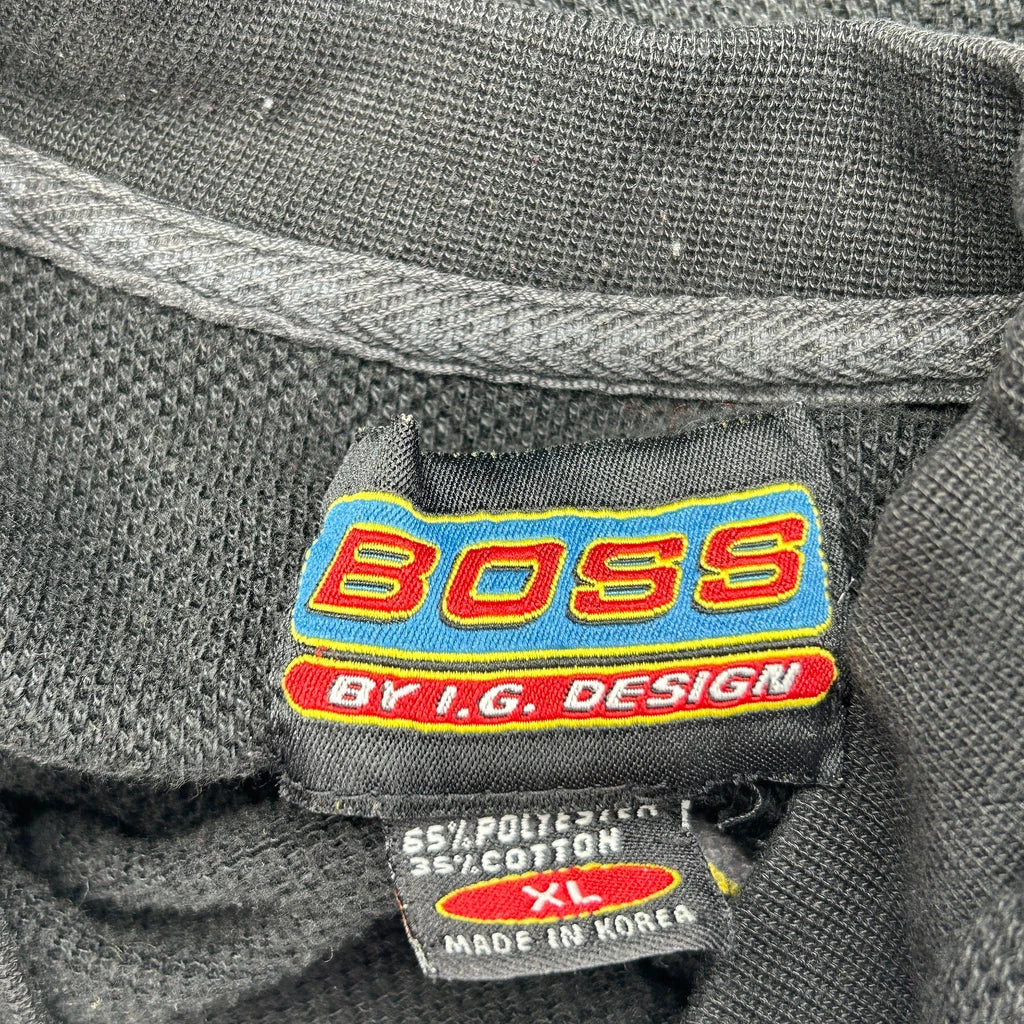 BOSS
BY I.G. DESIGN
65% POLYESTER
35% COTTON
XL
MADE IN KOREA